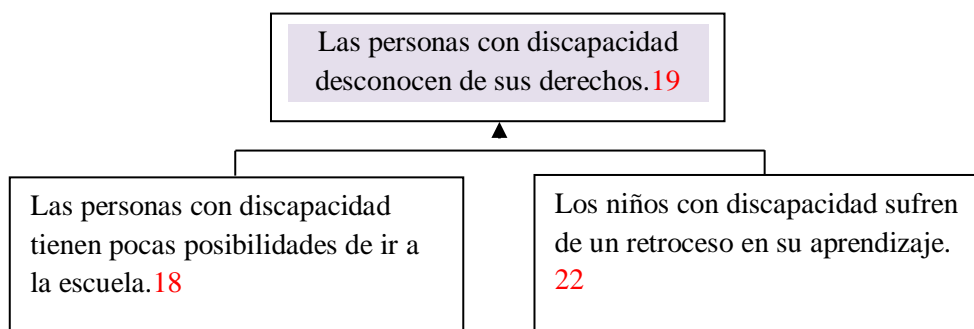 Las personas con discapacidad
desconocen de sus derechos.19
Las personas con discapacidad
tienen pocas posibilidades de ir a
la escuela.18
Los niños con discapacidad sufren
de un retroceso en su aprendizaje.
22